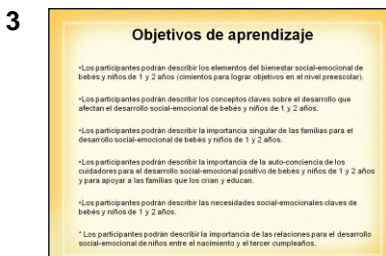 3
Objetivos de aprendizaje
•Los participantes podrán describir los elementos del bienestar social-emocional de
bebés y niños de 1 y 2 años (cimientos para lograr objetivos en el nivel preescolar).
•Los participantes podrán describir los conceptos claves sobre el desarrollo que
afectan el desarrollo social-emocional de bebés y niños de 1 y 2 años.
•Los participantes podrán describir la importancia singular de las familias para el
desarrollo social-emocional de bebés y niños de 1 y 2 años.
•Los participantes podrán describir la importancia de la auto-conciencia de los
cuidadores para el desarrollo social-emocional positivo de bebés y niños de 1 y 2 años
y para apoyar a las familias que los crían y educan.
•Los participantes podrán describir las necesidades social-emocionales claves de
bebés y niños de 1 y 2 años.
* Los participantes podrán describir la importancia de las relaciones para el desarrollo
social-emocional de niños entre el nacimiento y el tercer cumpleaños.